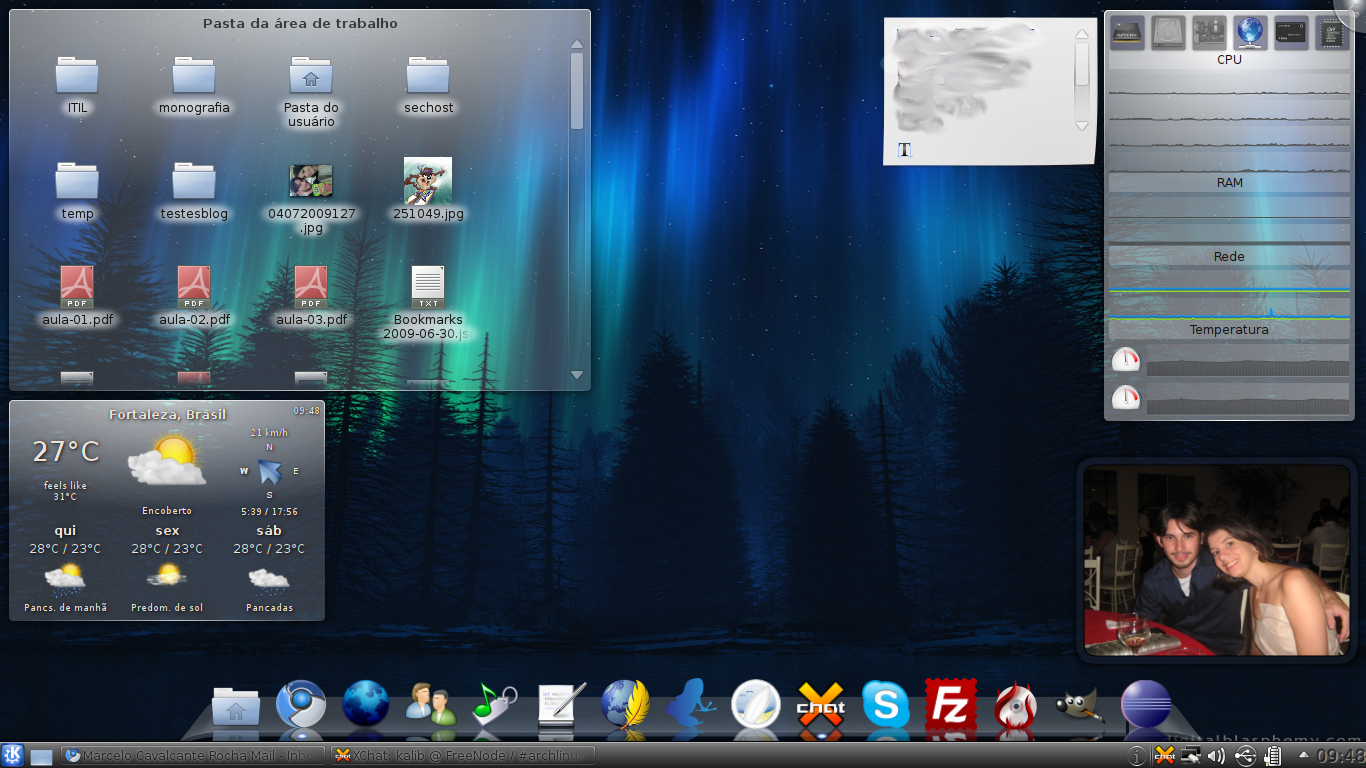 Pasta da área de trabalho
ITIL
monografia
Pasta do
usuário
sechost
temp
testesblog
04072009127
.jpg
251049.jpg
PDF
PDF
PDF
TXT
aula-01.pdf
aula-02.pdf
aula-03.pdf
Bookmarks
2009-06-30.js
Fortaleza, Brasil
09:48
27°C
feels like
31°C
Encoberto
21 km/h
N
W
E
S
5:39 / 17:56
qui
sex
sáb
28°C / 23°C
28°C / 23°C
28°C / 23°C
Pancs. de manhã
Predom. de sol
Pancadas
T
CPU
RAM
Rede
Temperatura
X
chat
S
Fz
digitalblasphemy.com
K
Marcelo Cavalcante Rocha Mail - Inbo
XChat: kalib @ FreeNode / #archlinu
09:48